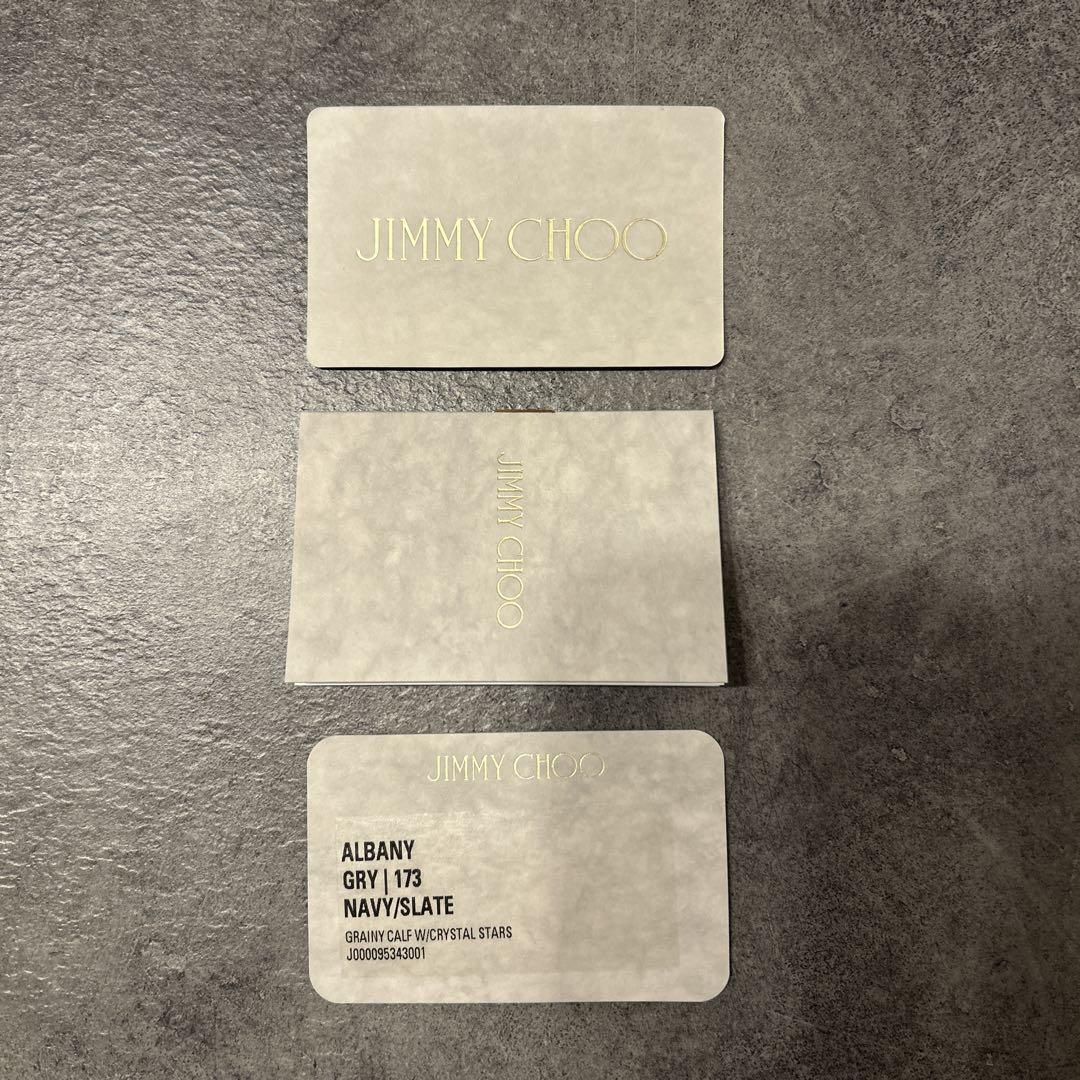 JIMMY CHOO
JIMMY CHOO
JIMMY CHOO
ALBANY
GRY | 173
NAVY/SLATE
GRAINY CALF W/CRYSTAL STARS
J000095343001